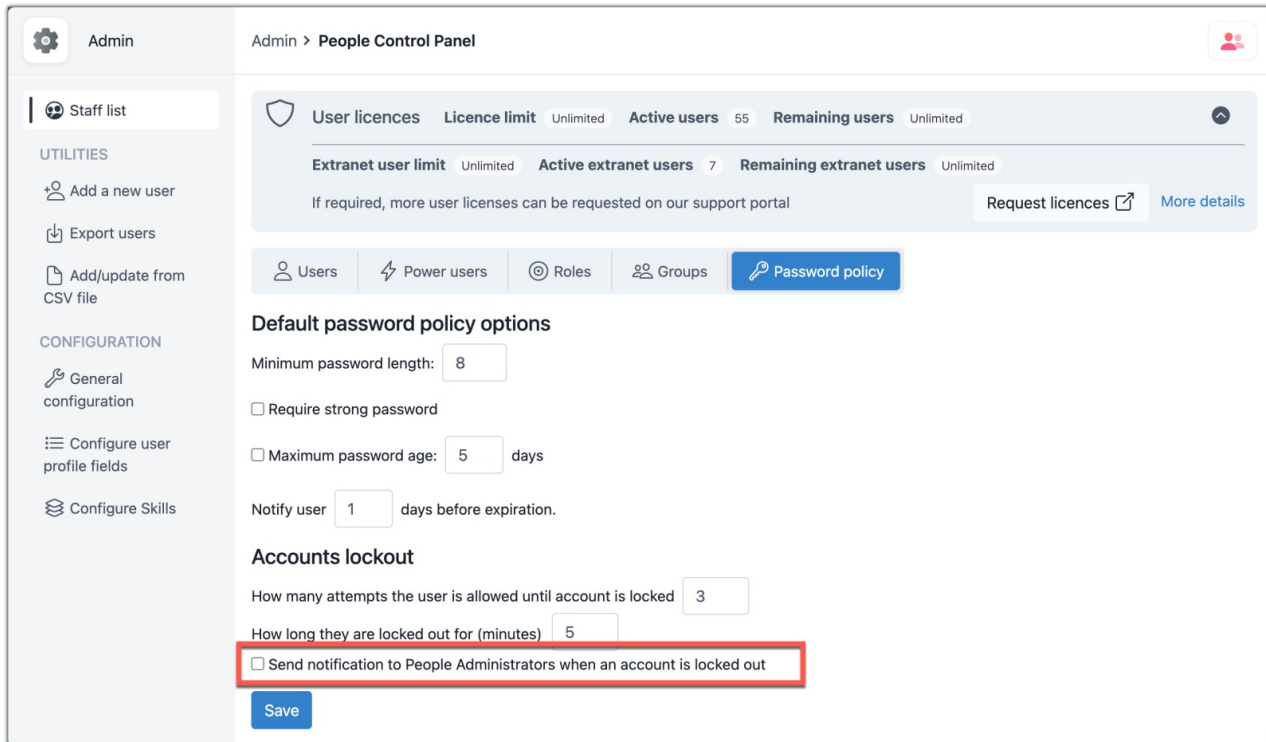 Admin
Admin > People Control Panel
Staff list
UTILITIES
Add a new user
Export users
Add/update from
CSV file
CONFIGURATION
General
configuration
Configure user
profile fields
Configure Skills
User licences Licence limit Unlimited Active users 55 Remaining users Unlimited
Extranet user limit Unlimited Active extranet users 7 Remaining extranet users Unlimited
If required, more user licenses can be requested on our support portal Request licences More details
Users Power users Roles Groups Password policy
Default password policy options
Minimum password length: 8
Require strong password
Maximum password age: 5 days
Notify user 1 days before expiration.
Accounts lockout
How many attempts the user is allowed until account is locked 3
How long they are locked out for (minutes) 5
Send notification to People Administrators when an account is locked out
Save